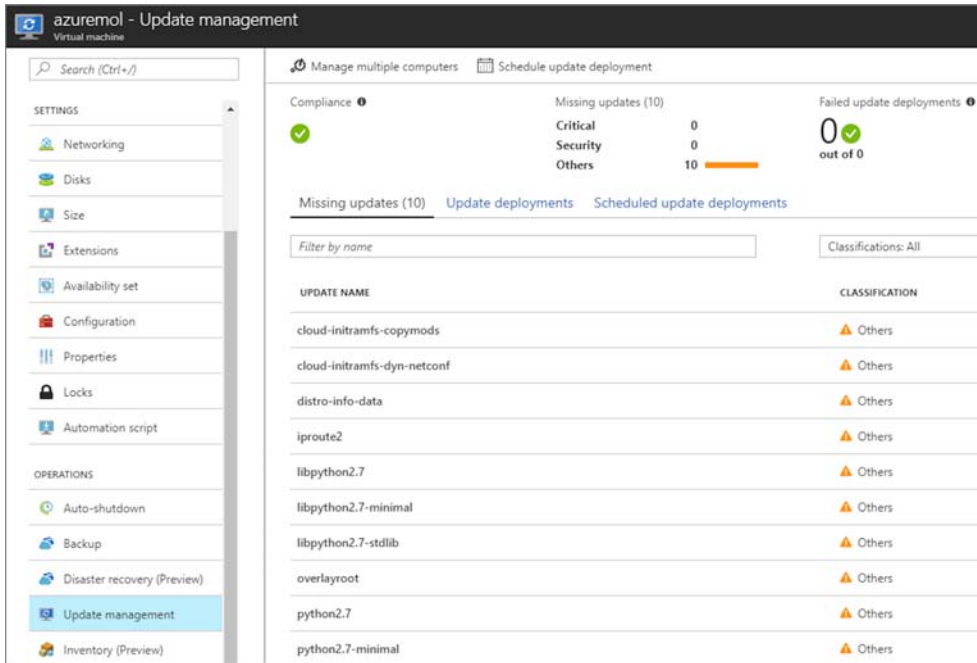 azuremol - Update management
Virtual machine
Search (Ctrl+/)
SETTINGS
Networking
Disks
Size
Extensions
Availability set
Configuration
Properties
Locks
Automation script
OPERATIONS
Auto-shutdown
Backup
Disaster recovery (Preview)
Update management
Inventory (Preview)
Manage multiple computers Schedule update deployment
Compliance
Missing updates (10)
Critical 0
Security 0
Others 10
Failed update deployments
0
out of 0
Missing updates (10) Update deployments Scheduled update deployments
Filter by name Classifications: All
UPDATE NAME CLASSIFICATION
cloud-initramfs-copymods Others
cloud-initramfs-dyn-netconf Others
distro-info-data Others
iproute2 Others
libpython2.7 Others
libpython2.7-minimal Others
libpython2.7-stdlib Others
overlayroot Others
python2.7 Others
python2.7-minimal Others